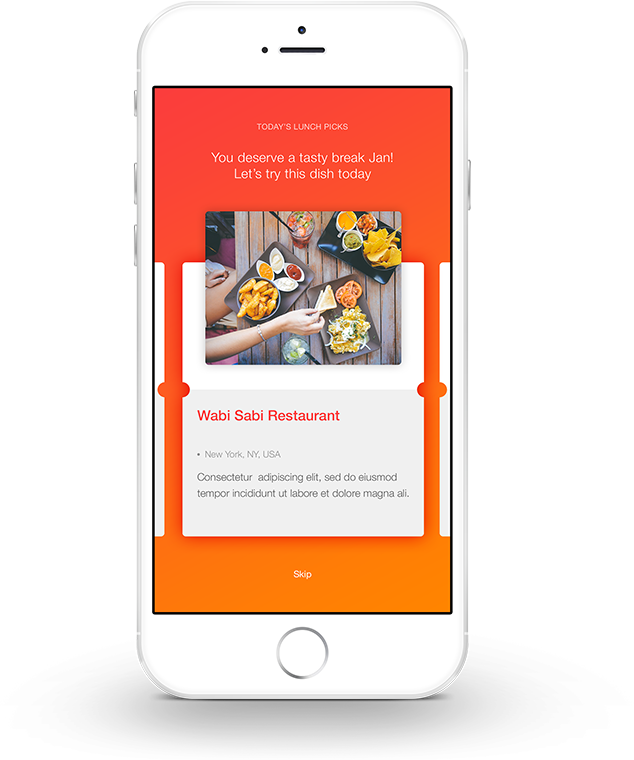 TODAY'S LUNCH PICKS
You deserve a tasty break Jan!
Let's try this dish today
Wabi Sabi Restaurant
• New York, NY, USA
Consectetur  adipiscing elit, sed do eiusmod
tempor incididunt ut labore et dolore magna ali.
Skip